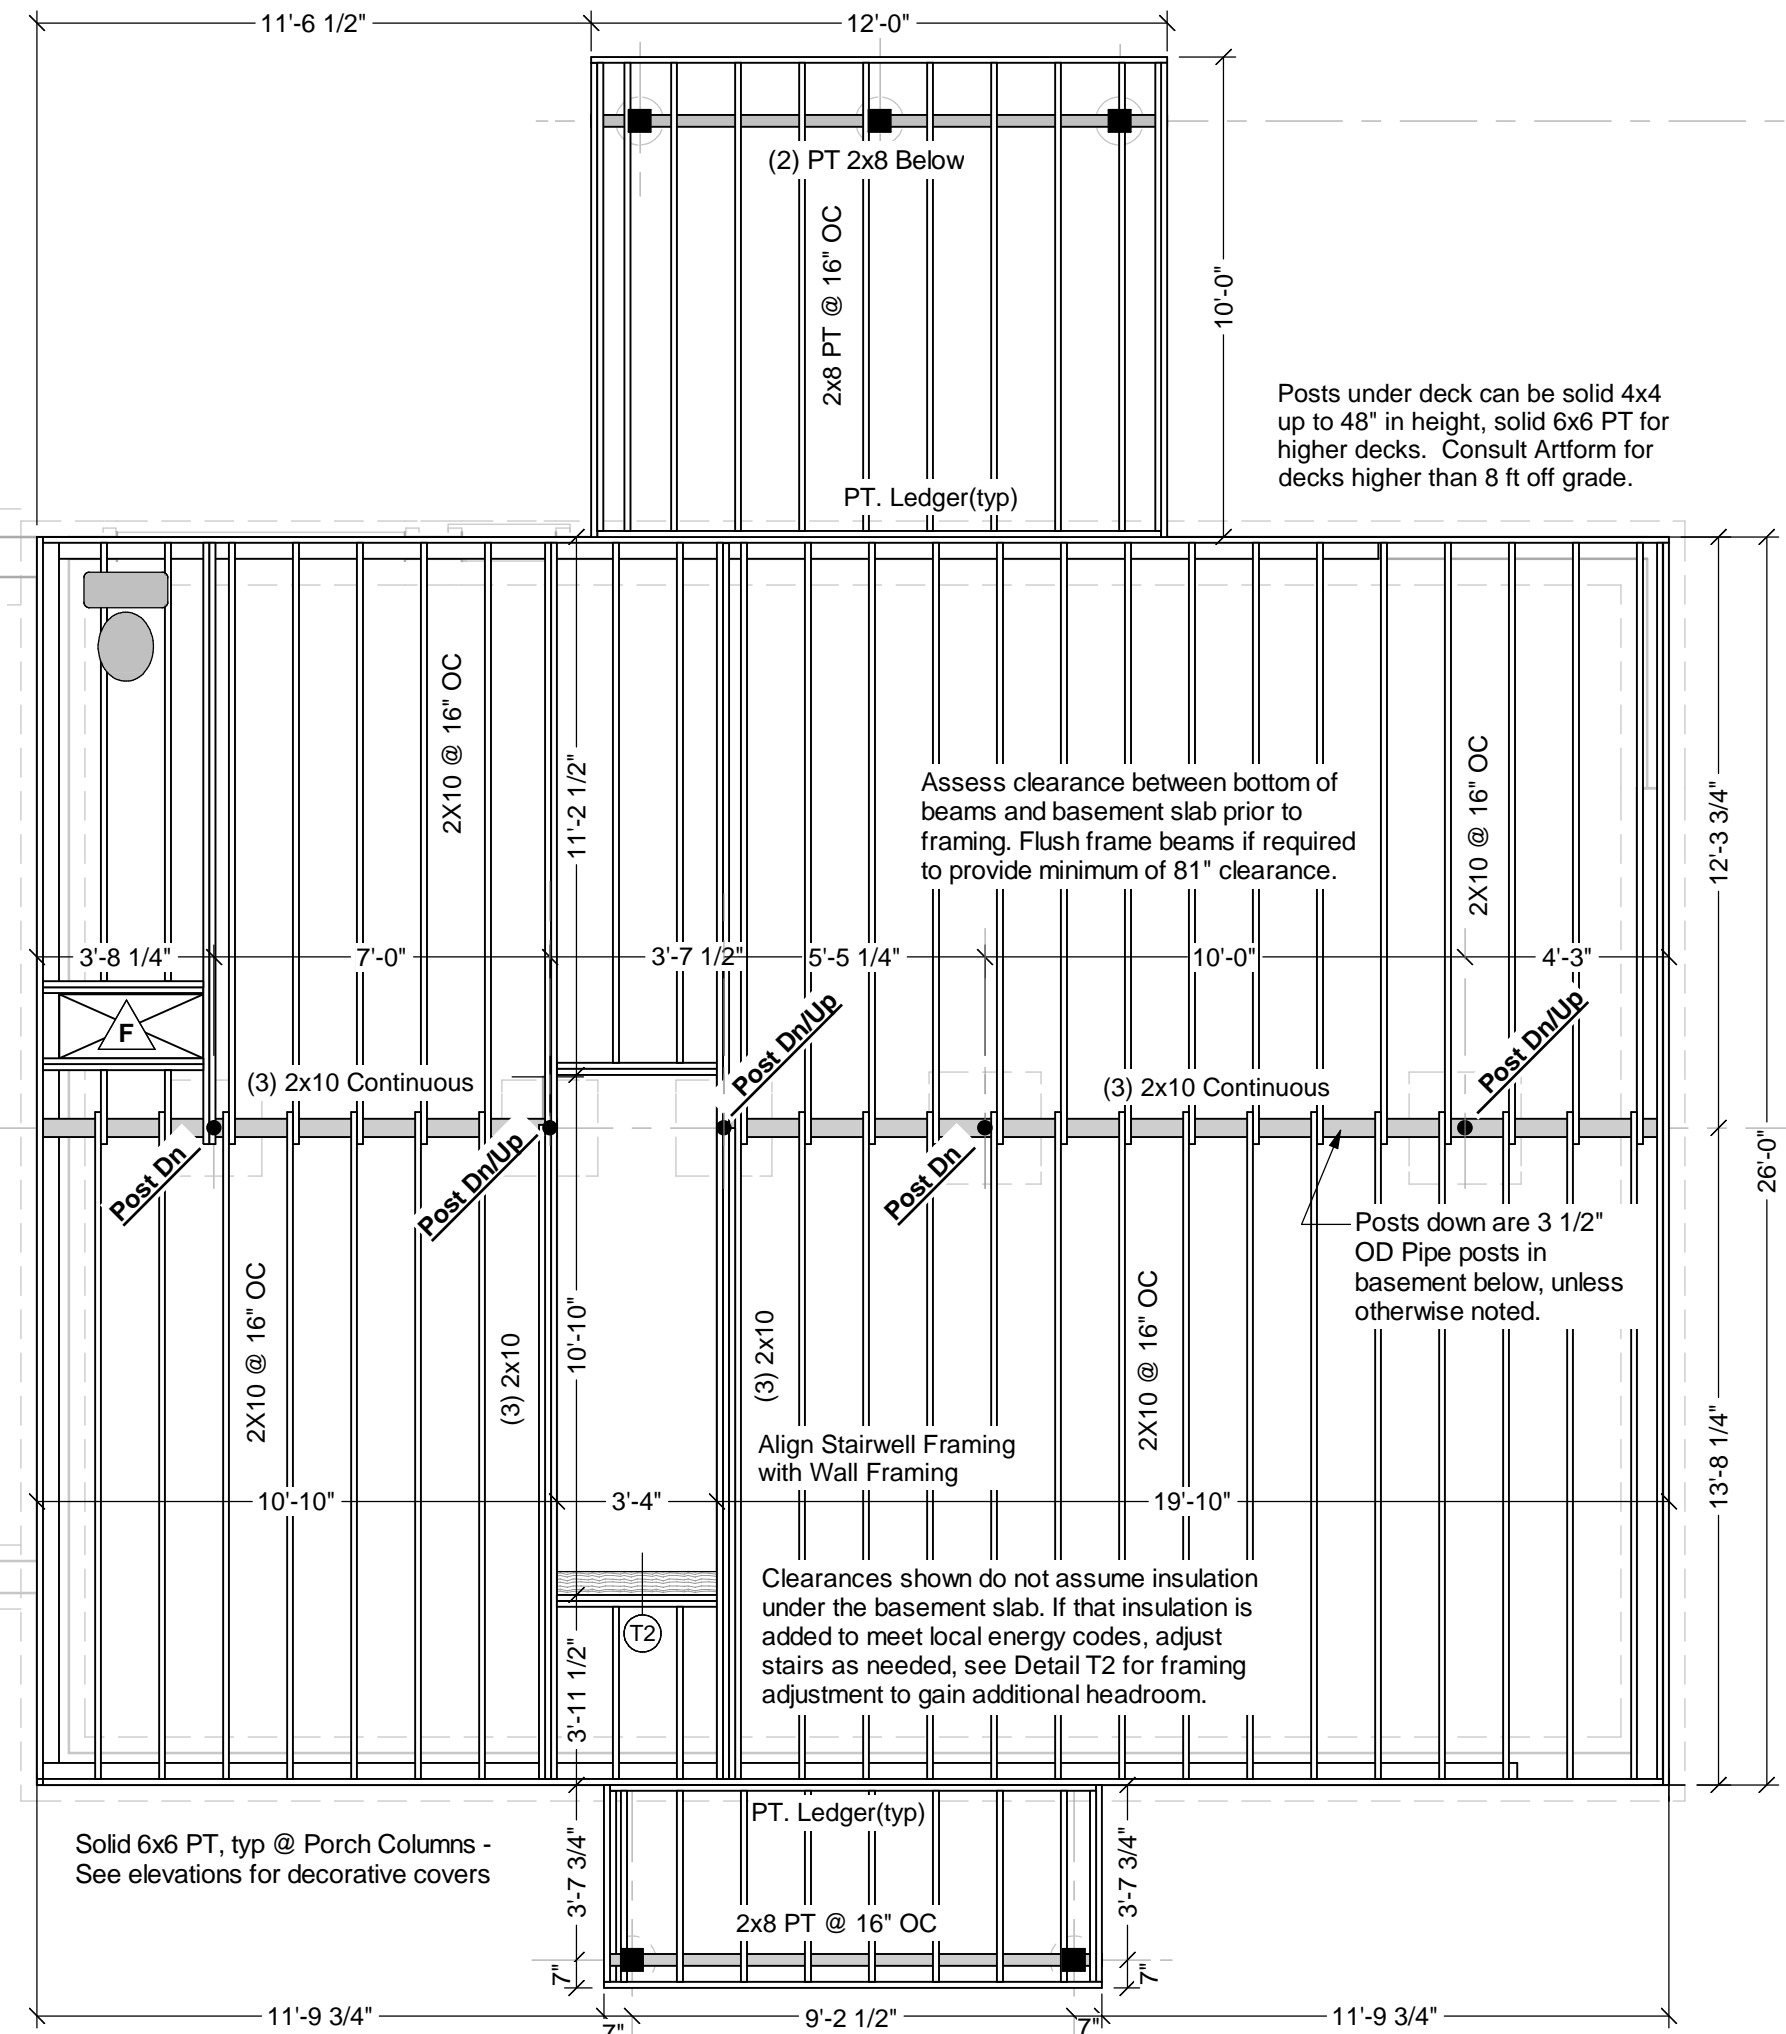 11'-6 1/2"
12'-0"
(2) PT 2x8 Below
2x8 PT @ 16" OC
10'-0"
Posts under deck can be solid 4x4
up to 48" in height, solid 6x6 PT for
higher decks. Consult Artform for
decks higher than 8 ft off grade.
PT. Ledger(typ)
2X10 @ 16" OC
11'-2 1/2"
Assess clearance between bottom of
beams and basement slab prior to
framing. Flush frame beams if required
to provide minimum of 81" clearance.
2X10 @ 16" OC
12'-3 3/4"
3'-8 1/4"
7'-0"
3'-7 1/2"
5'-5 1/4"
10'-0"
4'-3"
F
(3) 2x10 Continuous
Post Dn/Up
(3) 2x10 Continuous
Post Dn/Up
Post Dn
Post Dn/Up
Post Dn
26'-0"
Posts down are 3 1/2"
OD Pipe posts in
basement below, unless
otherwise noted.
2X10 @ 16" OC
(3) 2x10
10'-10"
(3) 2x10
2X10 @ 16" OC
13'-8 1/4"
Align Stairwell Framing
with Wall Framing
10'-10"
3'-4"
19'-10"
Clearances shown do not assume insulation
under the basement slab. If that insulation is
added to meet local energy codes, adjust
stairs as needed, see Detail T2 for framing
adjustment to gain additional headroom.
T2
3'-11 1/2"
PT. Ledger(typ)
Solid 6x6 PT, typ @ Porch Columns -
See elevations for decorative covers
3'-7 3/4"
3'-7 3/4"
2x8 PT @ 16" OC
7"
7"
11'-9 3/4"
7"
9'-2 1/2"
7"
11'-9 3/4"